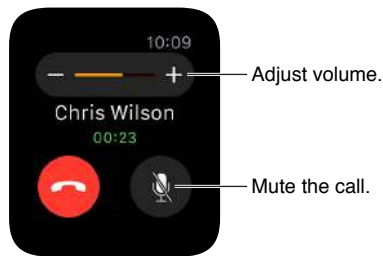 10:09
− +
Adjust volume.
Chris Wilson
00:23
Mute the call.